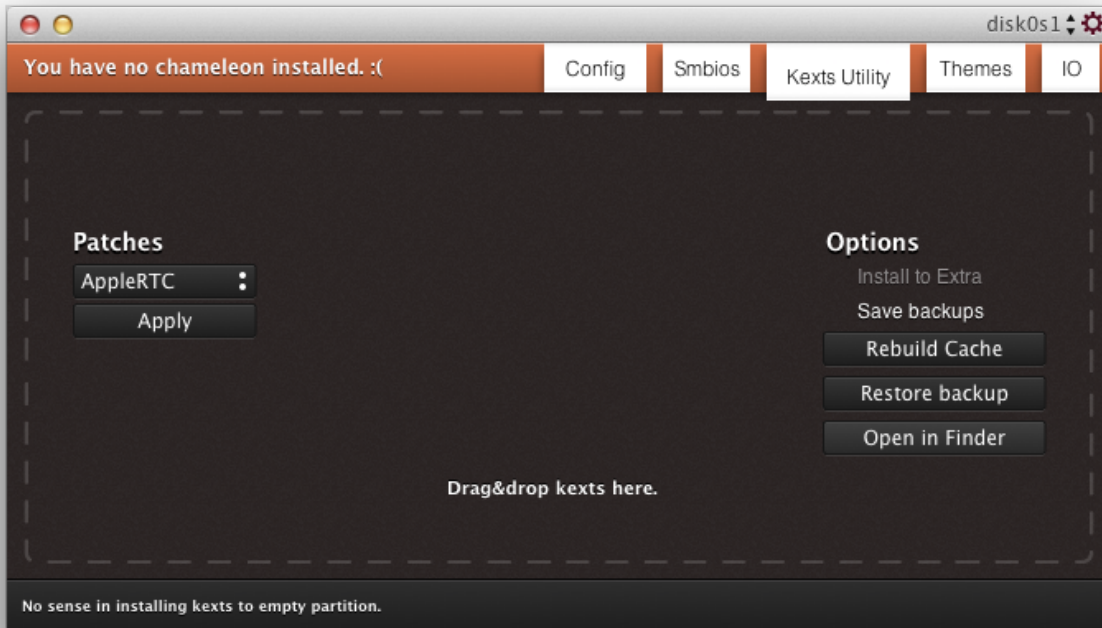 disk0s1
You have no chameleon installed. :(
Config
Smbios
Kexts Utility
Themes
IO
Patches
AppleRTC
Apply
Options
Install to Extra
Save backups
Rebuild Cache
Restore backup
Open in Finder
Drag&drop kexts here.
No sense in installing kexts to empty partition.